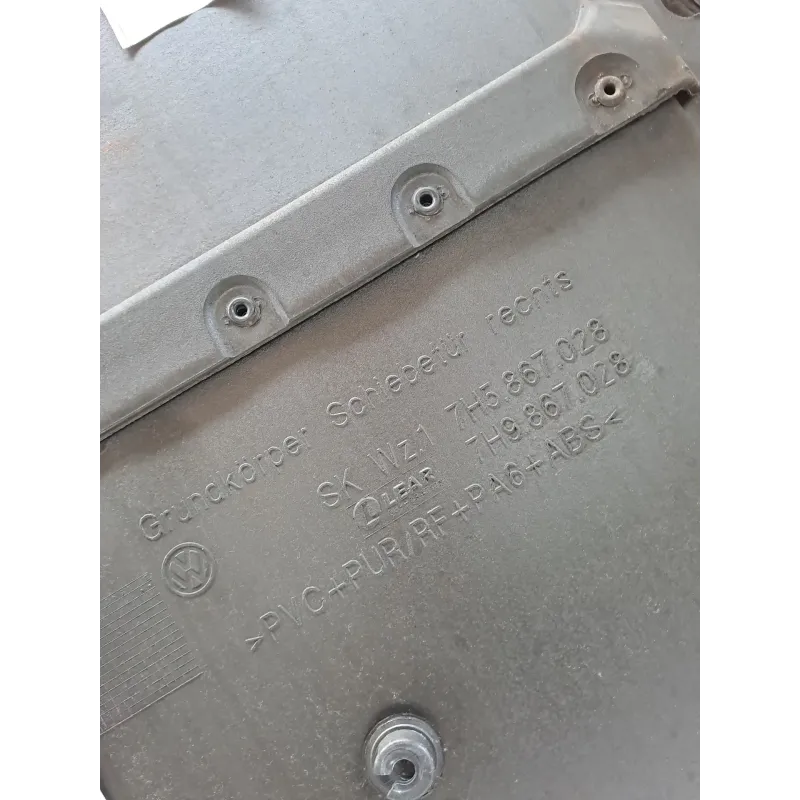 Grundkörper Schiebetür rechts
SK Wz.1 7H5.867.028
LEAR 7H9.867.028
>PVC+PUR/RF+PA6+ABS<